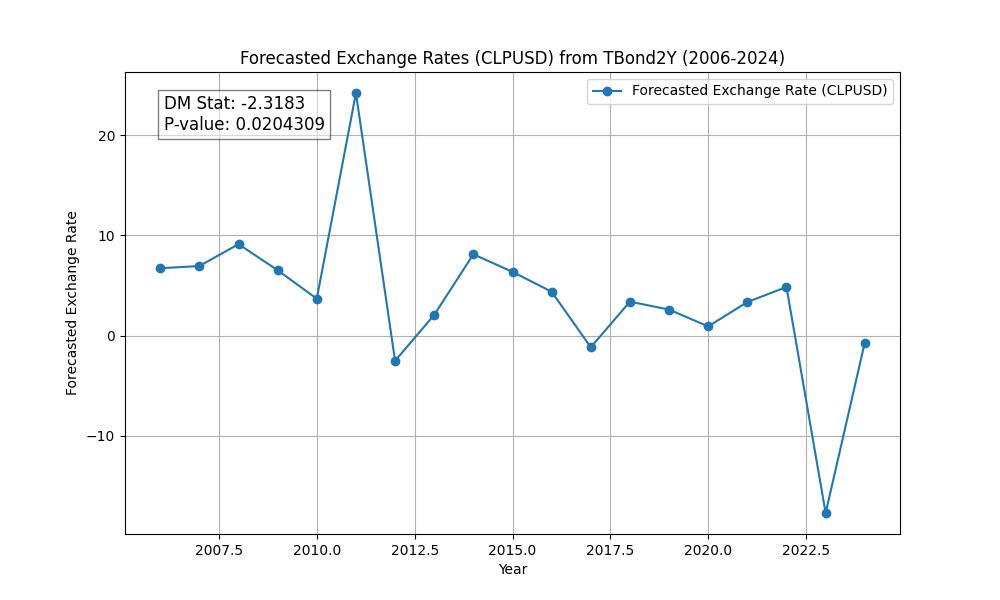 Forecasted Exchange Rates (CLPUSD) from TBond2Y (2006-2024)
DM Stat: -2.3183
P-value: 0.0204309
Forecasted Exchange Rate (CLPUSD)
Forecasted Exchange Rate
20
10
0
−10
2007.5
2010.0
2012.5
2015.0
2017.5
2020.0
2022.5
Year